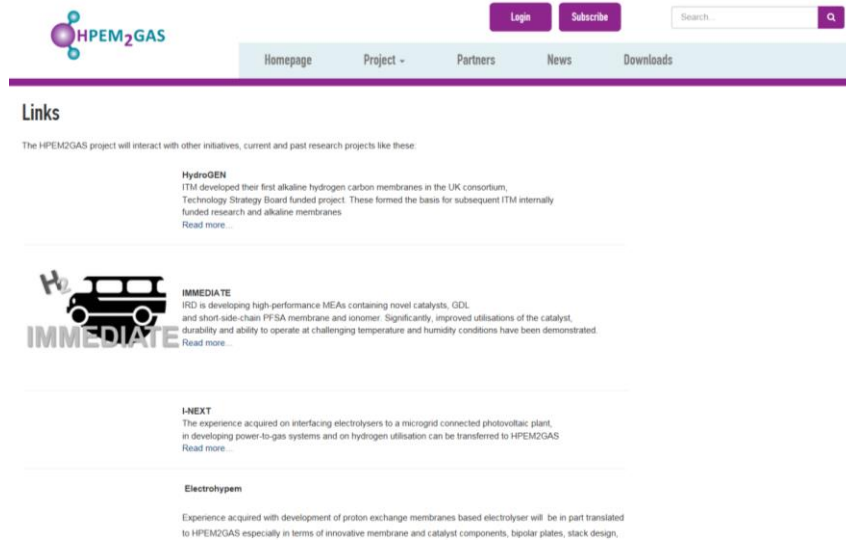 HPEM2GAS
Login
Subscribe
Search...
Homepage
Project
Partners
News
Downloads
Links
The HPEM2GAS project will interact with other initiatives, current and past research projects like these:
HydroGEN
ITM developed their first alkaline hydrogen carbon membranes in the UK consortium,
Technology Strategy Board funded project. These formed the basis for subsequent ITM internally
funded research and alkaline membranes
Read more...
H2
IMMEDIATE
IMMEDIATE
IRD is developing high-performance MEAs containing novel catalysts, GDL
and short-side-chain PFSA membrane and ionomer. Significantly, improved utilisations of the catalyst,
durability and ability to operate at challenging temperature and humidity conditions have been demonstrated.
Read more...
I-NEXT
The experience acquired on interfacing electrolysers to a microgrid connected photovoltaic plant,
in developing power-to-gas systems and on hydrogen utilisation can be transferred to HPEM2GAS
Read more...
Electrohypem
Experience acquired with development of proton exchange membranes based electrolyser will be in part translated
to HPEM2GAS especially in terms of innovative membrane and catalyst components, bipolar plates, stack design,